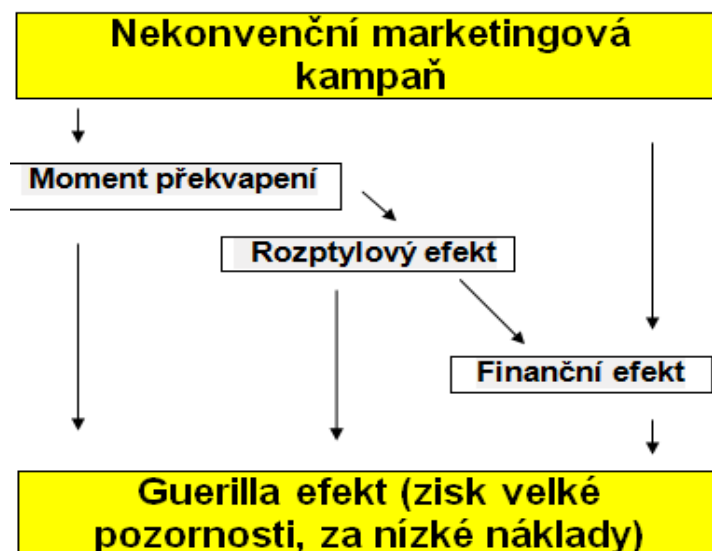 Nekonvenční marketingová
kampaň
Moment překvapení
Rozptylový efekt
Finanční efekt
Guerilla efekt (zisk velké
pozornosti, za nízké náklady)